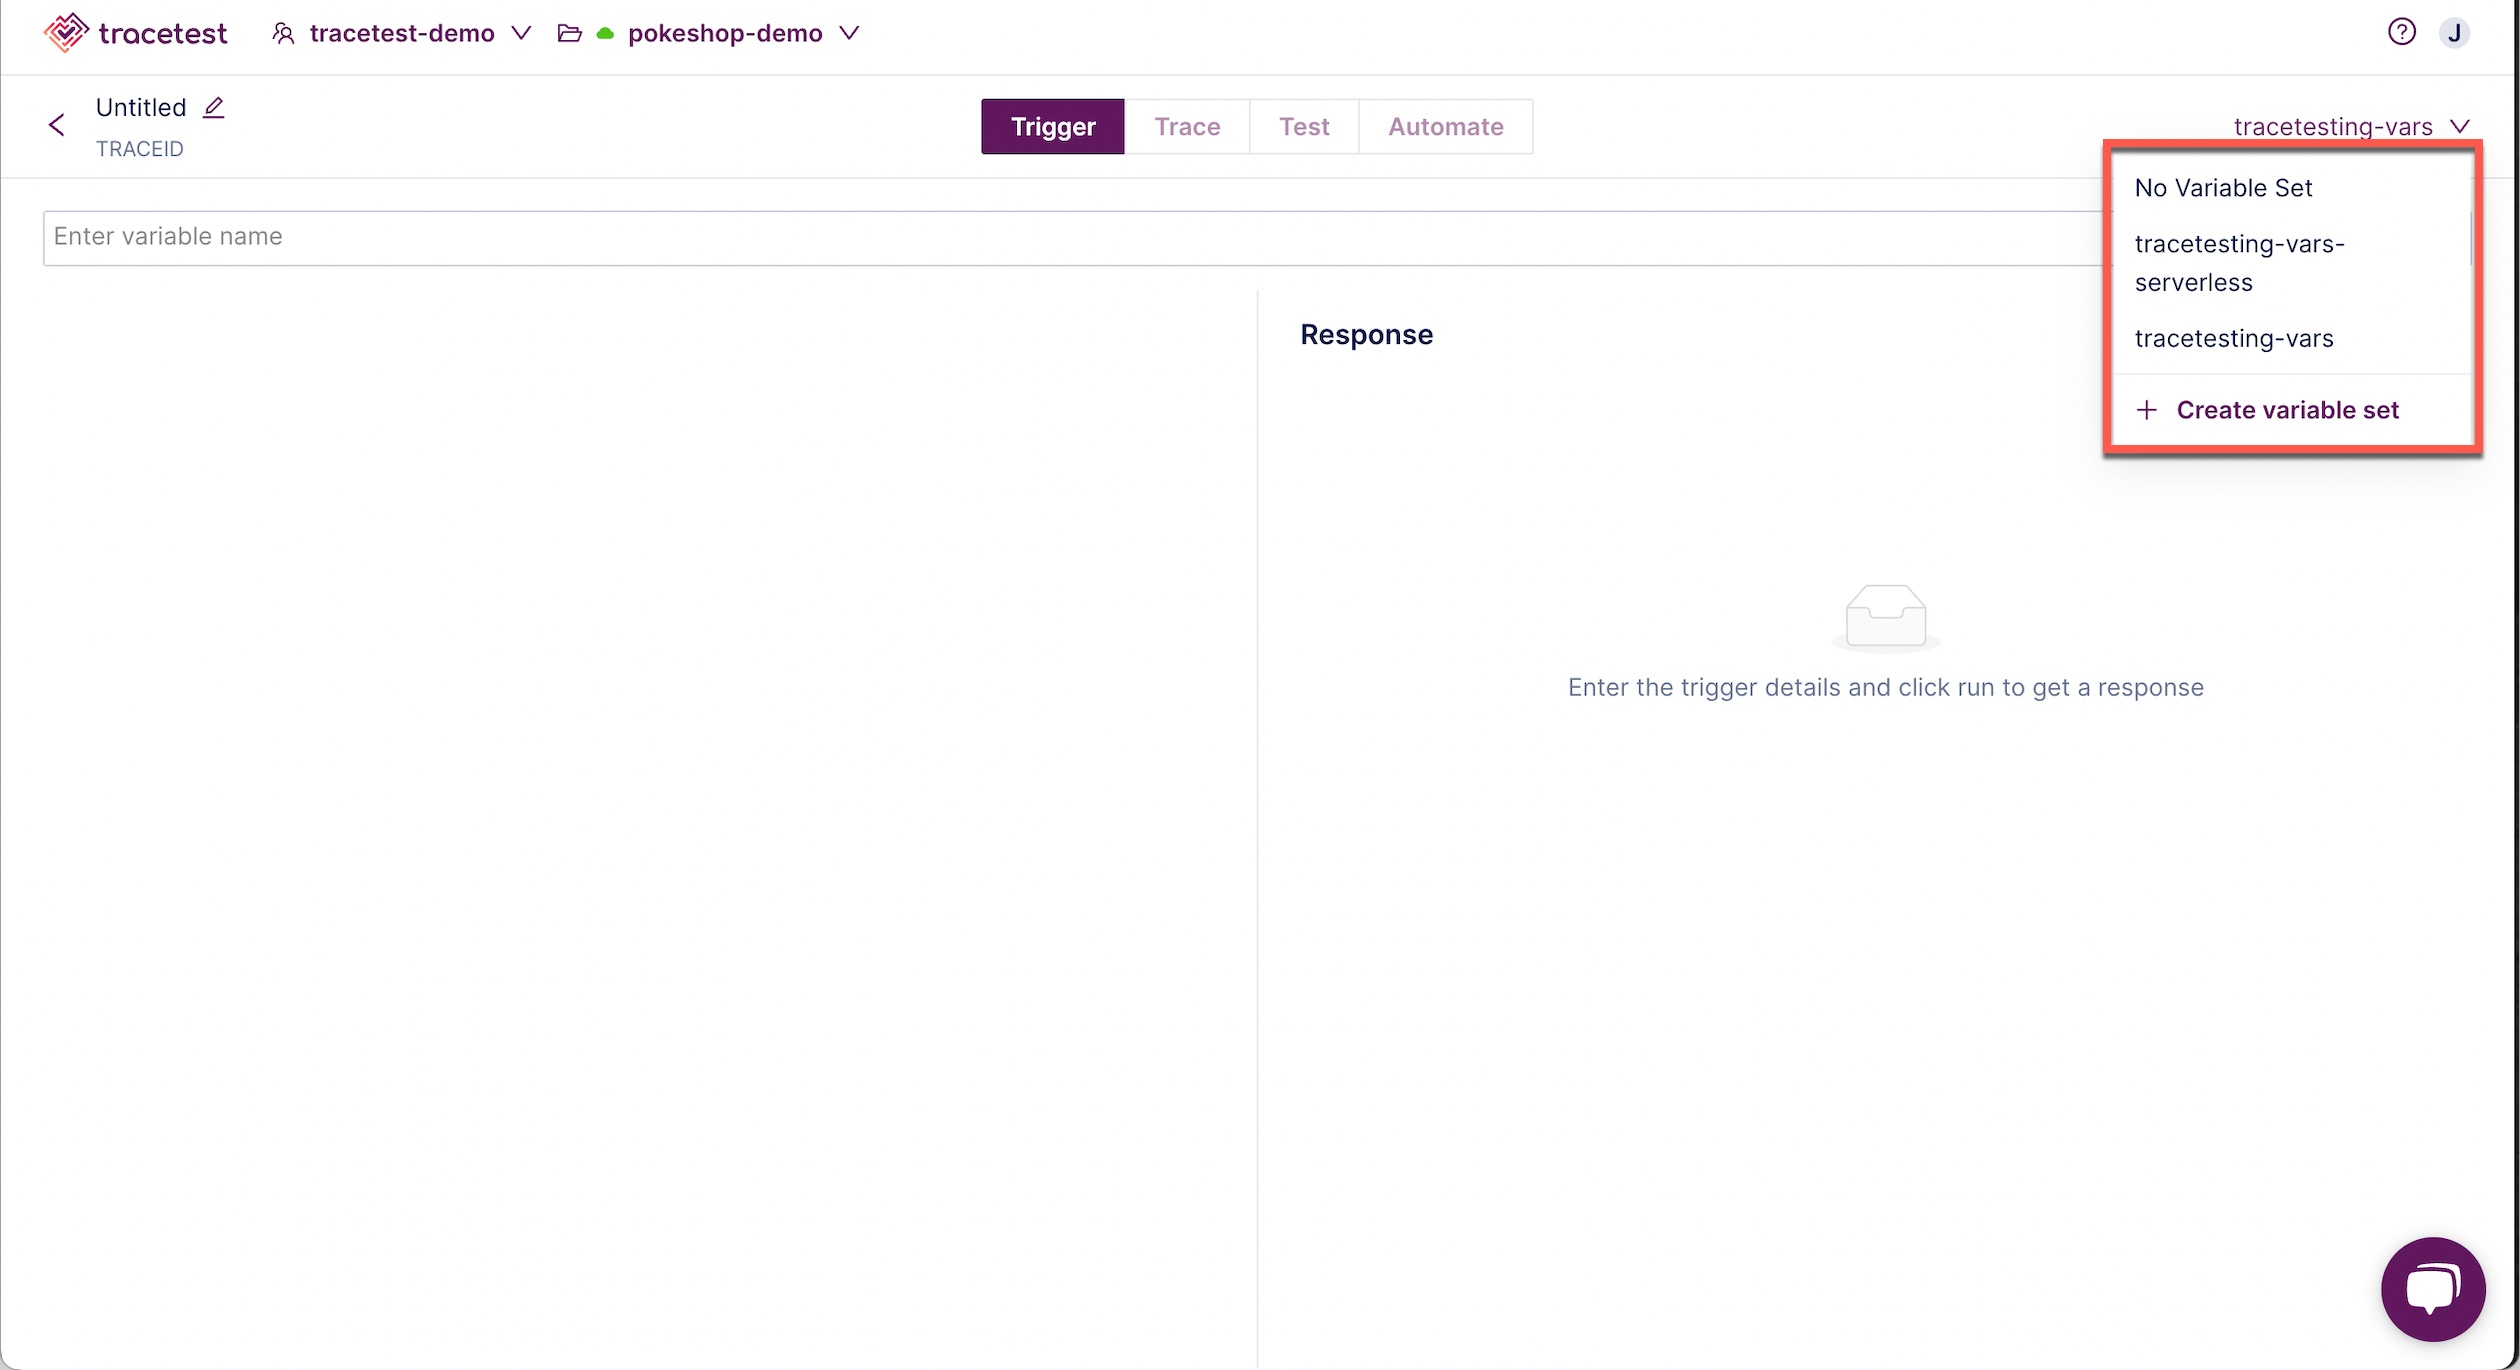 tracetest tracetest-demo pokeshop-demo ? J
Untitled
TRACEID
Trigger Trace Test Automate
tracetesting-vars
No Variable Set
tracetesting-vars-
serverless
tracetesting-vars
+ Create variable set
Enter variable name
Response
Enter the trigger details and click run to get a response